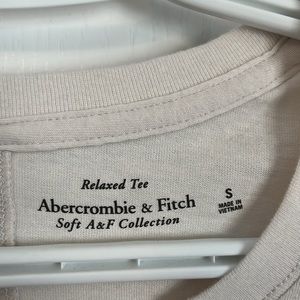 Relaxed Tee
Abercrombie & Fitch
Soft A&F Collection
S
MADE IN
VIETNAM